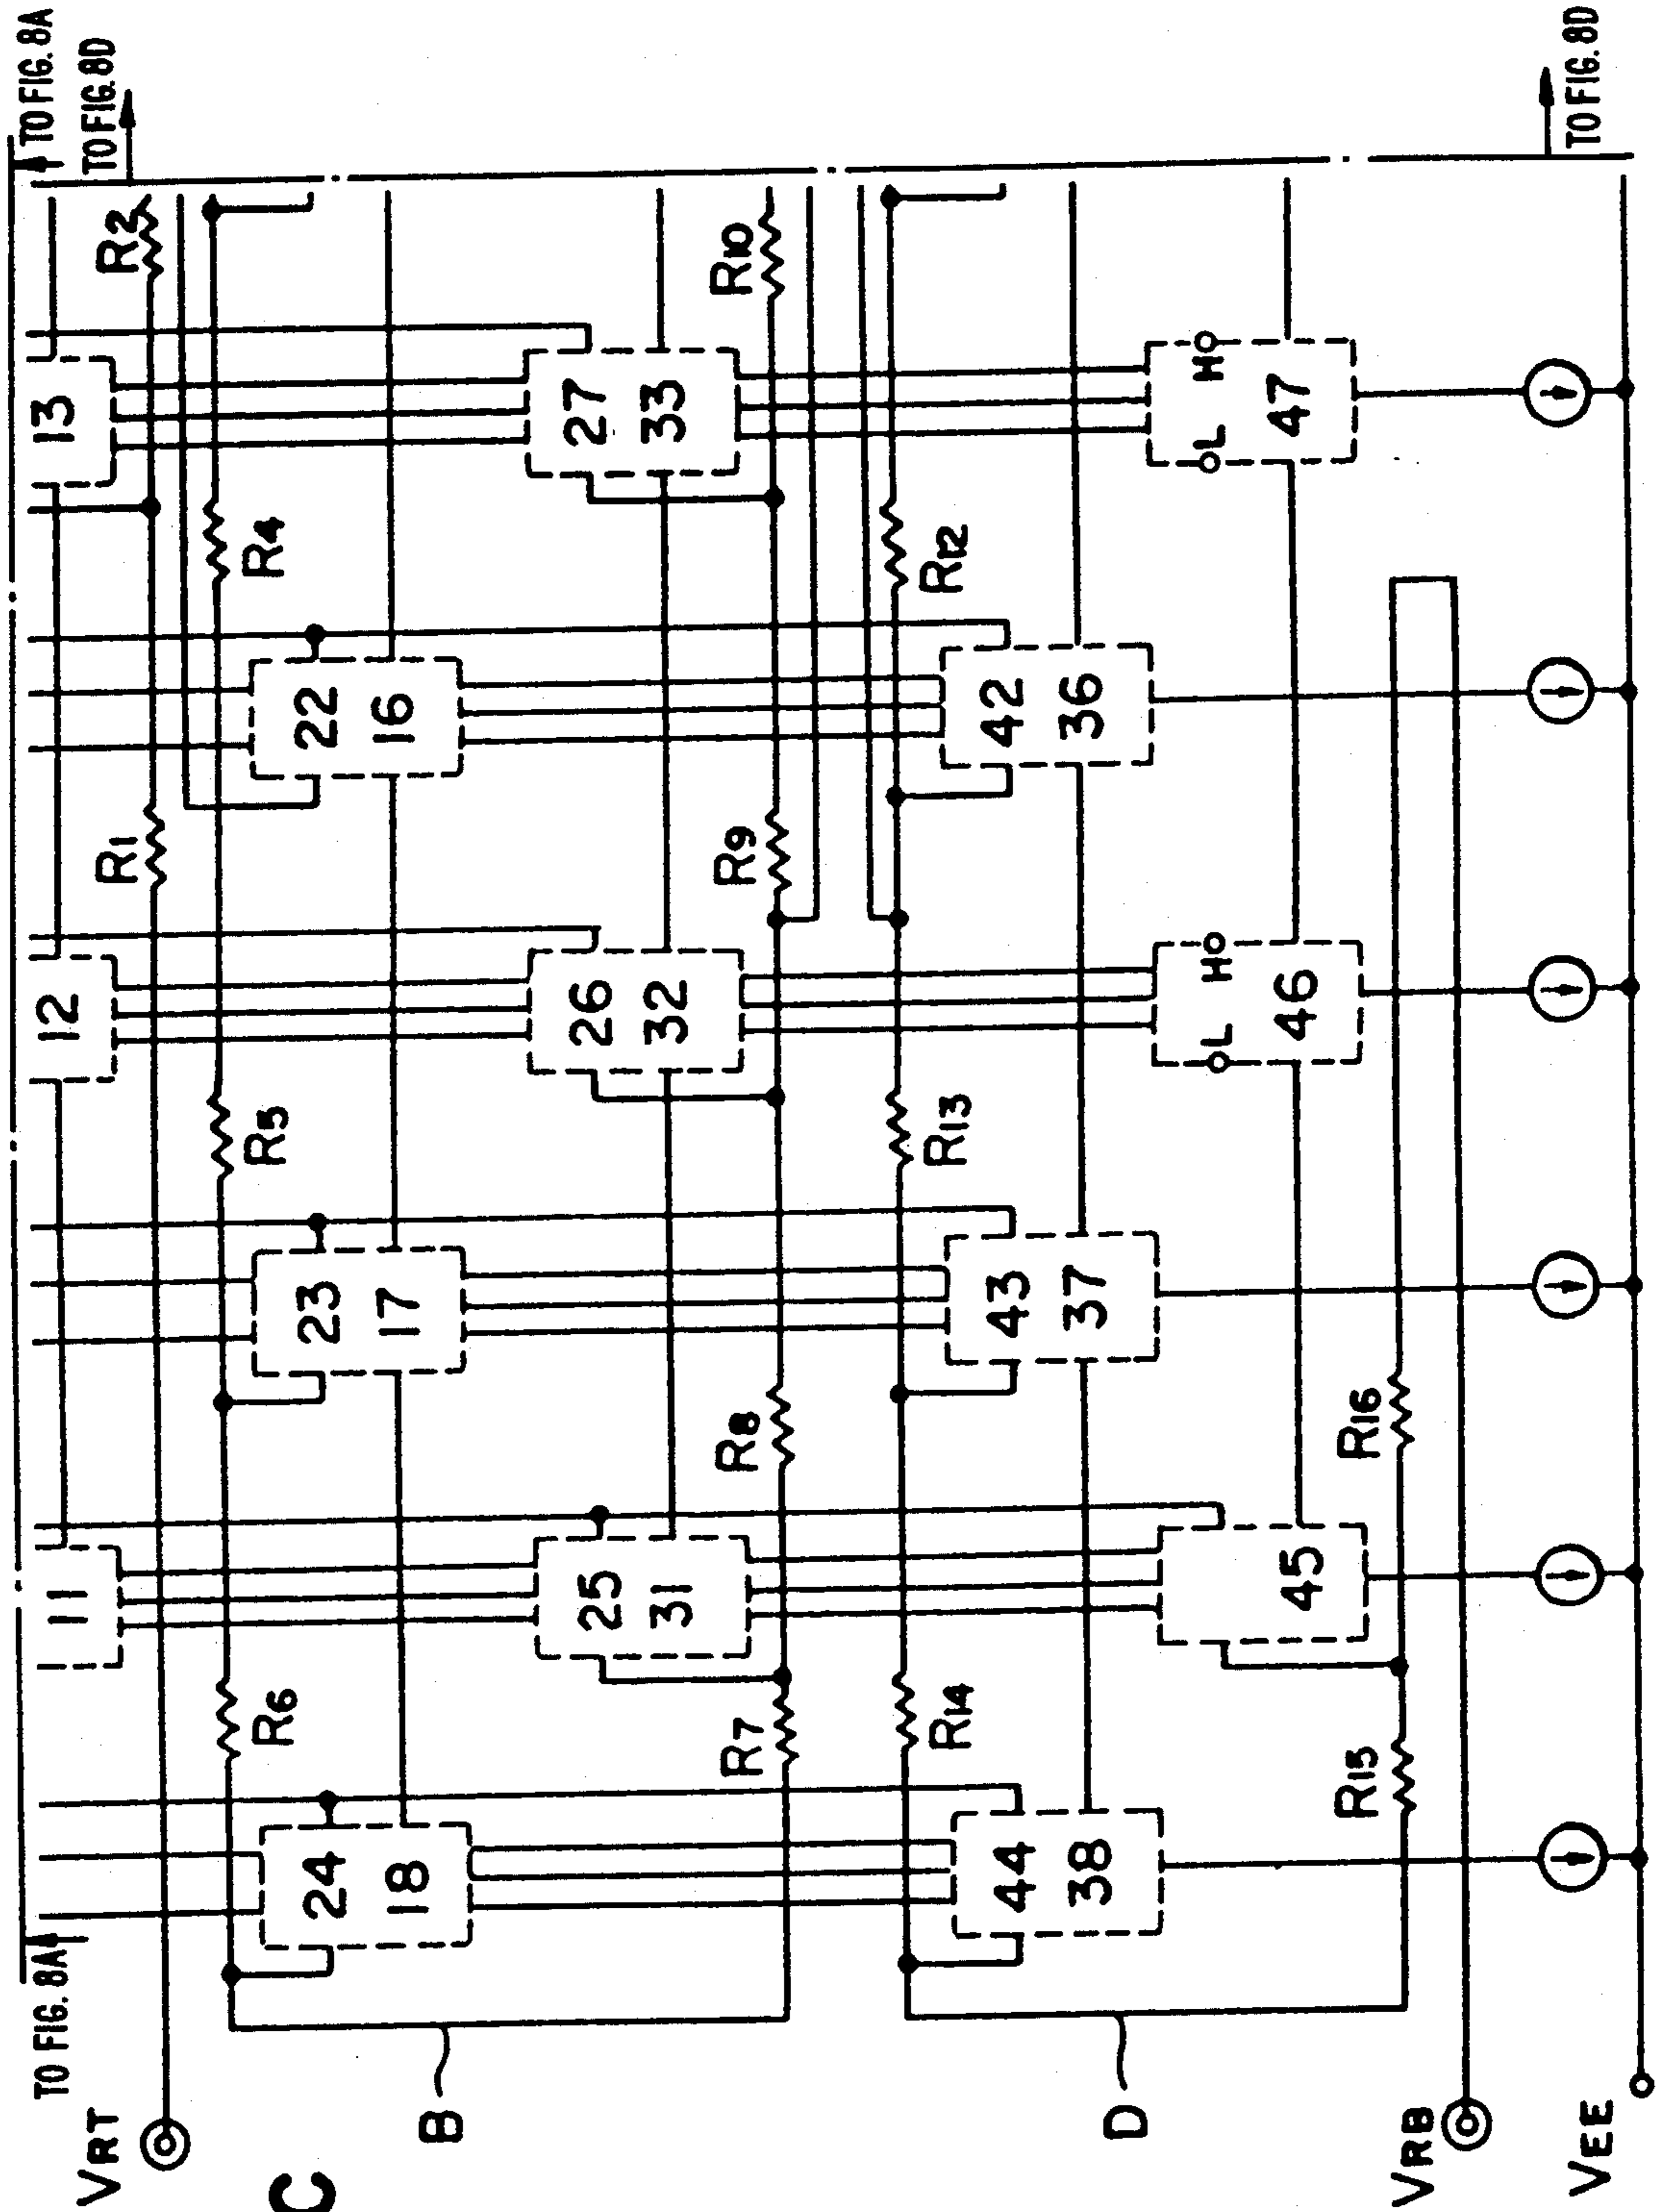 TO FIG. 8A
TO FIG. 8A
TO FIG. 8D
VRT
11
12
13
R1
R2
R6
R5
R4
C
24
18
23
17
22
16
B
25
31
26
32
27
33
R7
R8
R9
R10
R14
R13
R12
44
38
43
37
42
36
D
45
L H
46
L H
47
R15
R16
VRB
VEE
TO FIG. 8D